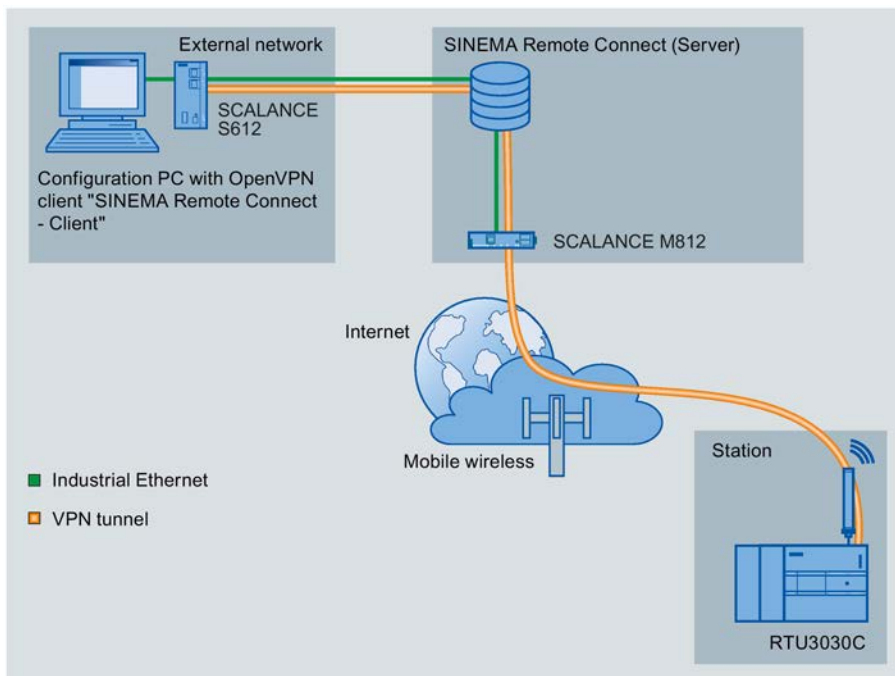 External network
SCALANCE
S612
Configuration PC with OpenVPN
client "SINEMA Remote Connect
- Client"
SINEMA Remote Connect (Server)
SCALANCE M812
Internet
Mobile wireless
Industrial Ethernet
VPN tunnel
Station
RTU3030C